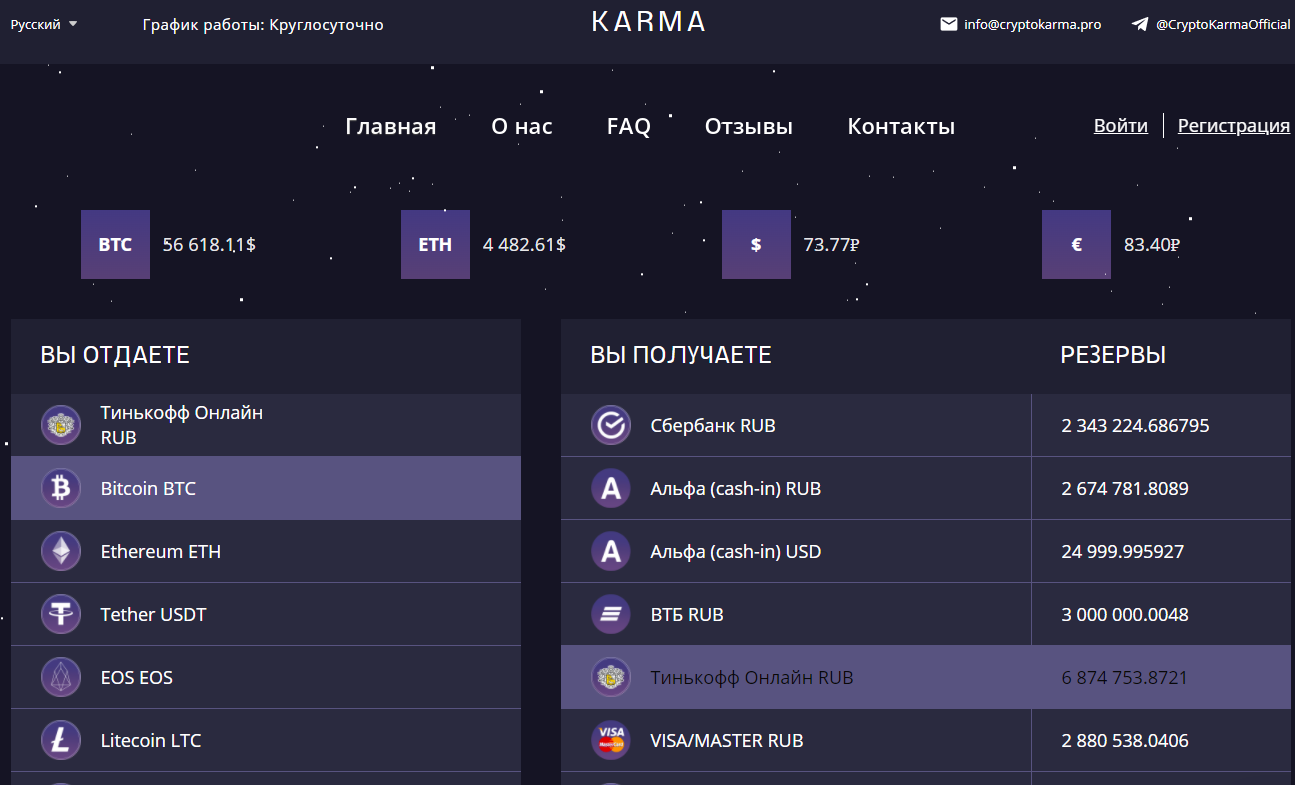 Русский
График работы: Круглосуточно
KARMA
info@cryptokarma.pro
@CryptoKarmaOfficial
Главная
О нас
FAQ
Отзывы
Контакты
Войти
Регистрация
BTC
56 618.11$
ETH
4 482.61$
$
73.77₽
€
83.40₽
ВЫ ОТДАЕТЕ
Тинькофф Онлайн
RUB
Bitcoin BTC
Ethereum ETH
Tether USDT
EOS EOS
Litecoin LTC
ВЫ ПОЛУЧАЕТЕ
РЕЗЕРВЫ
Сбербанк RUB
2 343 224.686795
Альфа (cash-in) RUB
2 674 781.8089
Альфа (cash-in) USD
24 999.995927
ВТБ RUB
3 000 000.0048
Тинькофф Онлайн RUB
6 874 753.8721
VISA
MasterCard
VISA/MASTER RUB
2 880 538.0406